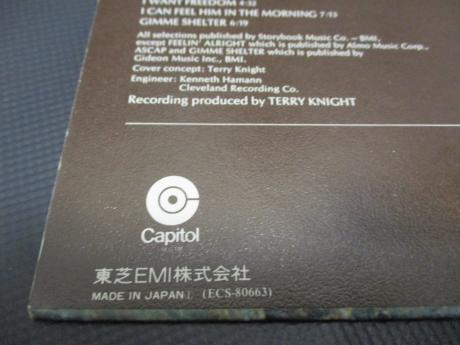 I WANT FREEDOM 4:32
I CAN FEEL HIM IN THE MORNING 7:15
GIMME SHELTER 6:19
All selections published by Storybook Music Co. – BMI,
except FEELIN' ALRIGHT which is published by Almo Music Corp.,
ASCAP and GIMME SHELTER which is published by
Gideon Music Inc., BMI.
Cover concept: Terry Knight
Engineer: Kenneth Hamann
Cleveland Recording Co.
Recording produced by TERRY KNIGHT
Capitol
東芝EMI株式会社
MADE IN JAPAN (ECS-80663)